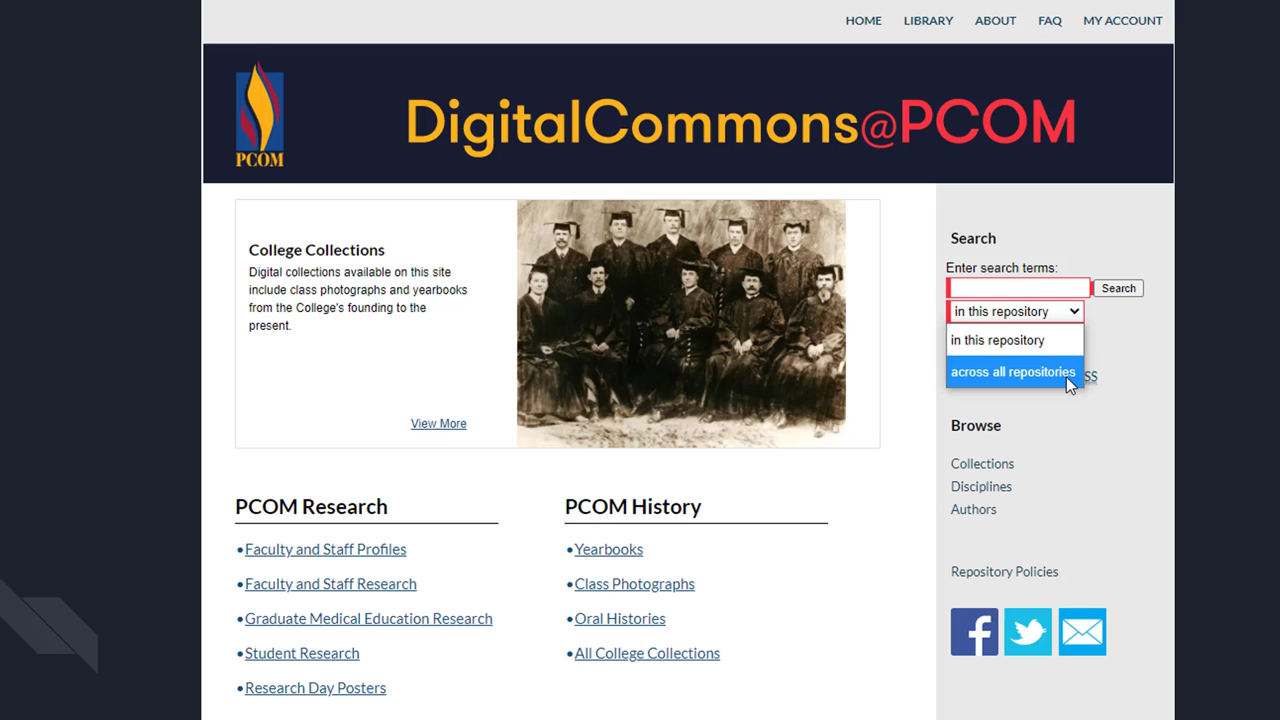 HOME LIBRARY ABOUT FAQ MY ACCOUNT
PCOM
DigitalCommons@PCOM
College Collections
Digital collections available on this site
include class photographs and yearbooks
from the College's founding to the
present.
View More
Search
Enter search terms:
Search
in this repository
in this repository
across all repositories
SS
Browse
Collections
Disciplines
Authors
Repository Policies
PCOM Research
•Faculty and Staff Profiles
•Faculty and Staff Research
•Graduate Medical Education Research
•Student Research
•Research Day Posters
PCOM History
•Yearbooks
•Class Photographs
•Oral Histories
•All College Collections